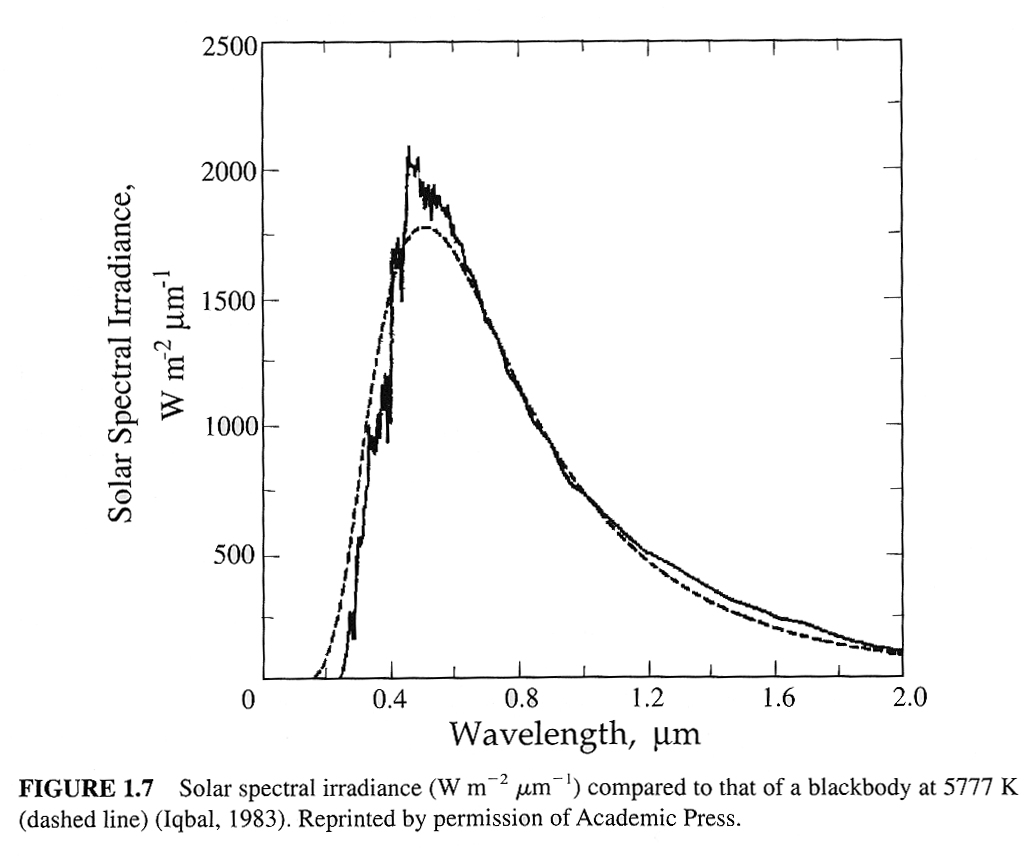 2500
2000
1500
1000
500
0
0.4
0.8
1.2
1.6
2.0
Solar Spectral Irradiance,
W m⁻² μm⁻¹
Wavelength, μm
FIGURE 1.7 Solar spectral irradiance (W m⁻² μm⁻¹) compared to that of a blackbody at 5777 K
(dashed line) (Iqbal, 1983). Reprinted by permission of Academic Press.